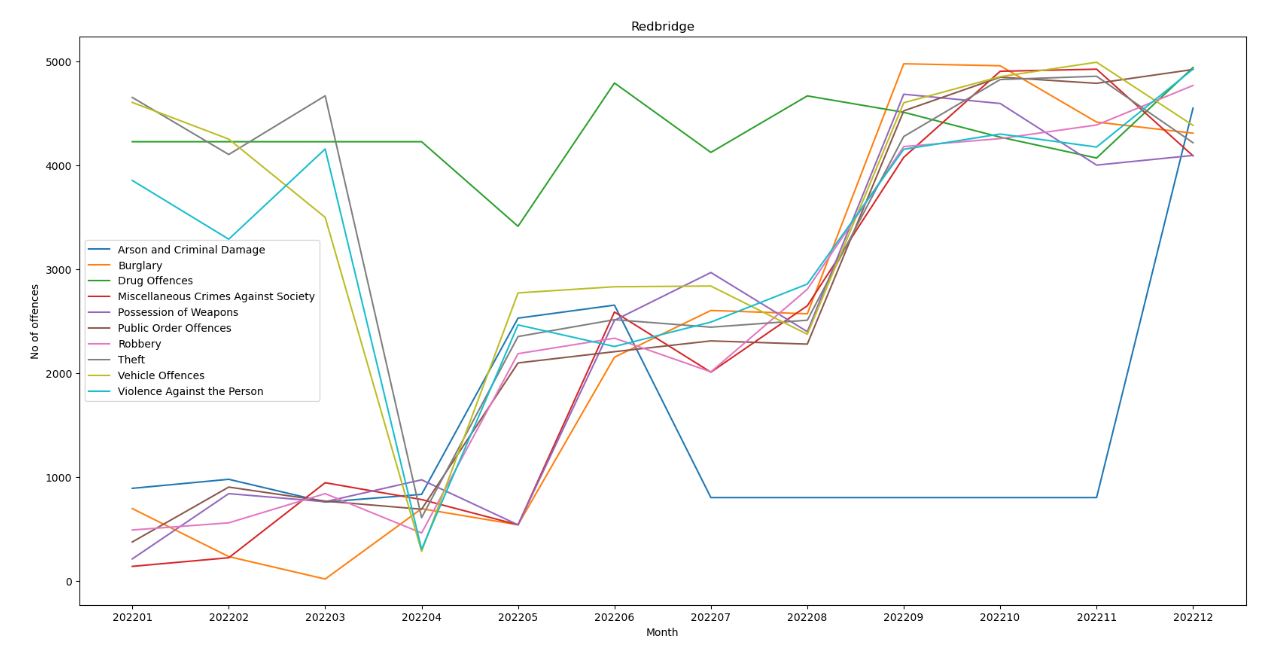 Redbridge
5000
4000
3000
2000
1000
0
No of offences
Arson and Criminal Damage
Burglary
Drug Offences
Miscellaneous Crimes Against Society
Possession of Weapons
Public Order Offences
Robbery
Theft
Vehicle Offences
Violence Against the Person
202201 202202 202203 202204 202205 202206 202207 202208 202209 202210 202211 202212
Month